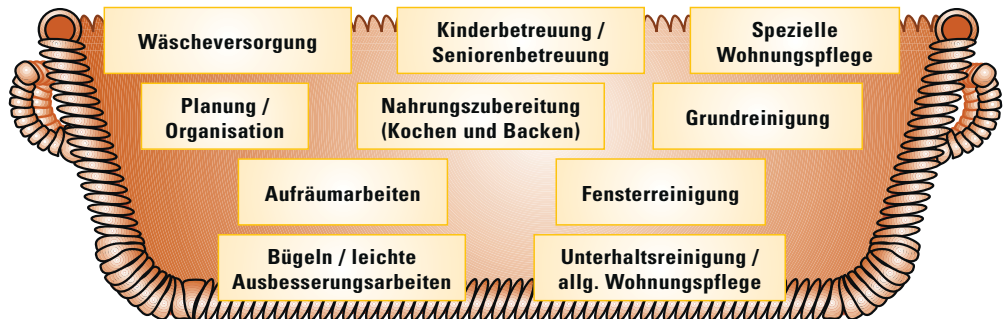 Wäscheversorgung
Kinderbetreuung /
Seniorenbetreuung
Spezielle
Wohnungspflege
Planung /
Organisation
Nahrungszubereitung
(Kochen und Backen)
Grundreinigung
Aufräumarbeiten
Fensterreinigung
Bügeln / leichte
Ausbesserungsarbeiten
Unterhaltsreinigung /
allg. Wohnungspflege